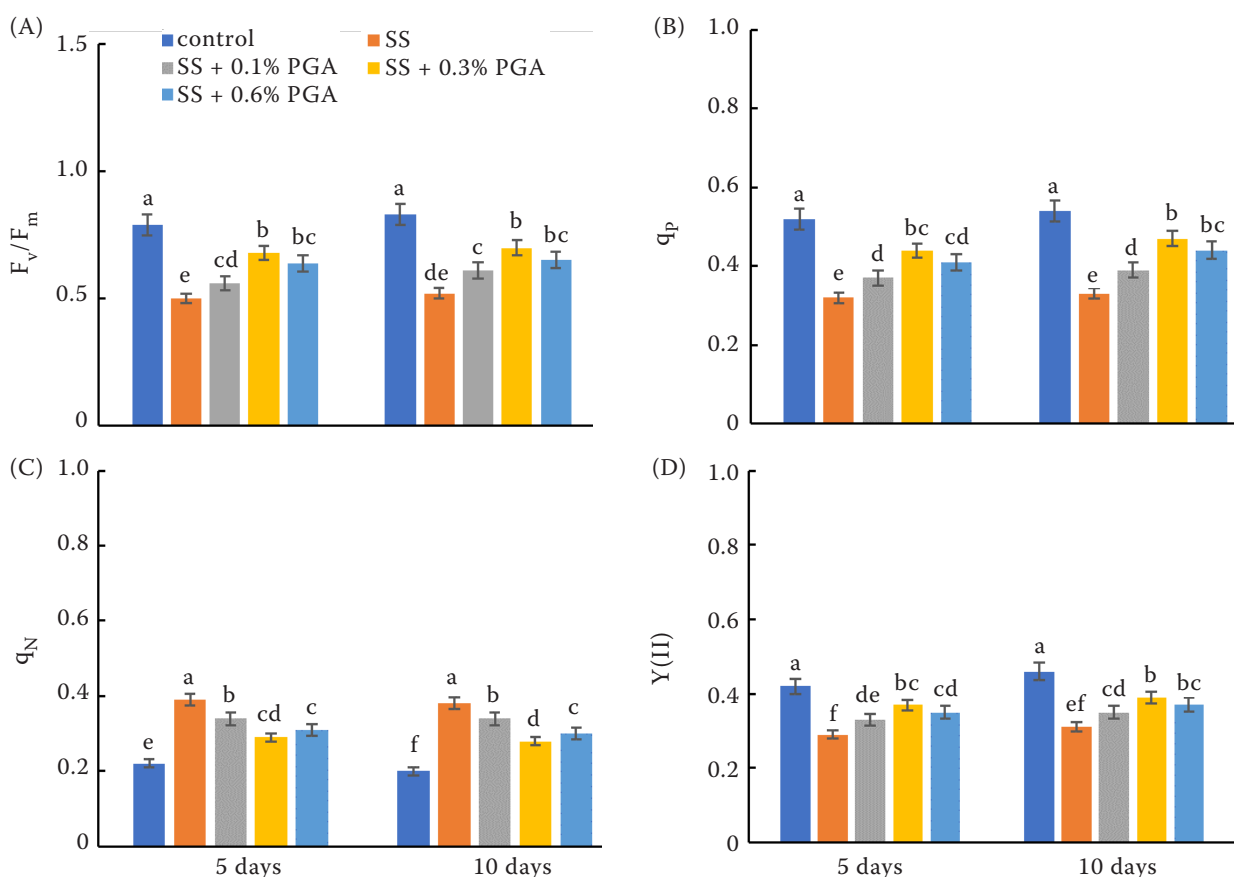 (A)
control
SS
SS + 0.1% PGA
SS + 0.3% PGA
SS + 0.6% PGA
1.5
1.0
0.5
0
Fv/Fm
a
e
cd
b
bc
a
de
c
b
bc
(B)
1.0
0.8
0.6
0.4
0.2
0
qP
a
e
d
bc
cd
a
e
d
b
bc
(C)
1.0
0.8
0.6
0.4
0.2
0
qN
e
a
b
cd
c
f
a
b
d
c
5 days
10 days
(D)
1.0
0.8
0.6
0.4
0.2
0
Y(II)
a
f
de
bc
cd
a
ef
cd
b
bc
5 days
10 days